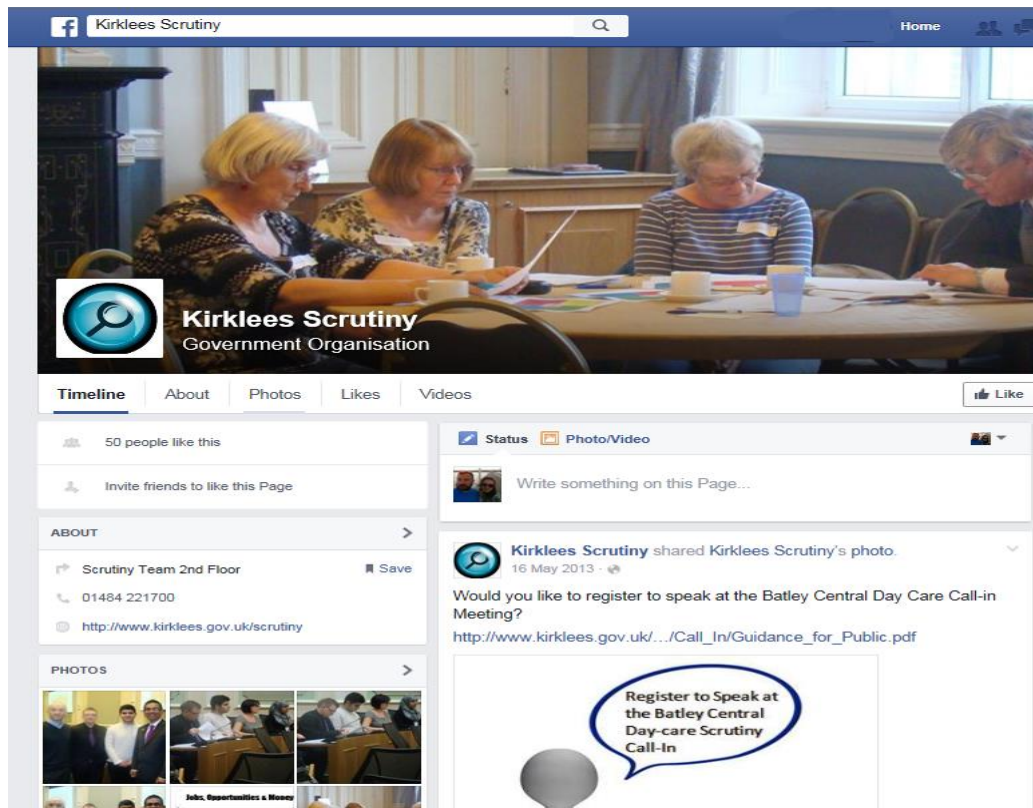 Kirklees Scrutiny
Home
Kirklees Scrutiny
Government Organisation
Timeline
About
Photos
Likes
Videos
Like
50 people like this
Invite friends to like this Page
ABOUT
Scrutiny Team 2nd Floor
Save
01484 221700
http://www.kirklees.gov.uk/scrutiny
PHOTOS
Jobs, Opportunities & Money
Status
Photo/Video
Write something on this Page...
Kirklees Scrutiny shared Kirklees Scrutiny's photo.
16 May 2013 ·
Would you like to register to speak at the Batley Central Day Care Call-in
Meeting?
http://www.kirklees.gov.uk/.../Call_In/Guidance_for_Public.pdf
Register to Speak at
the Batley Central
Day-care Scrutiny
Call-In